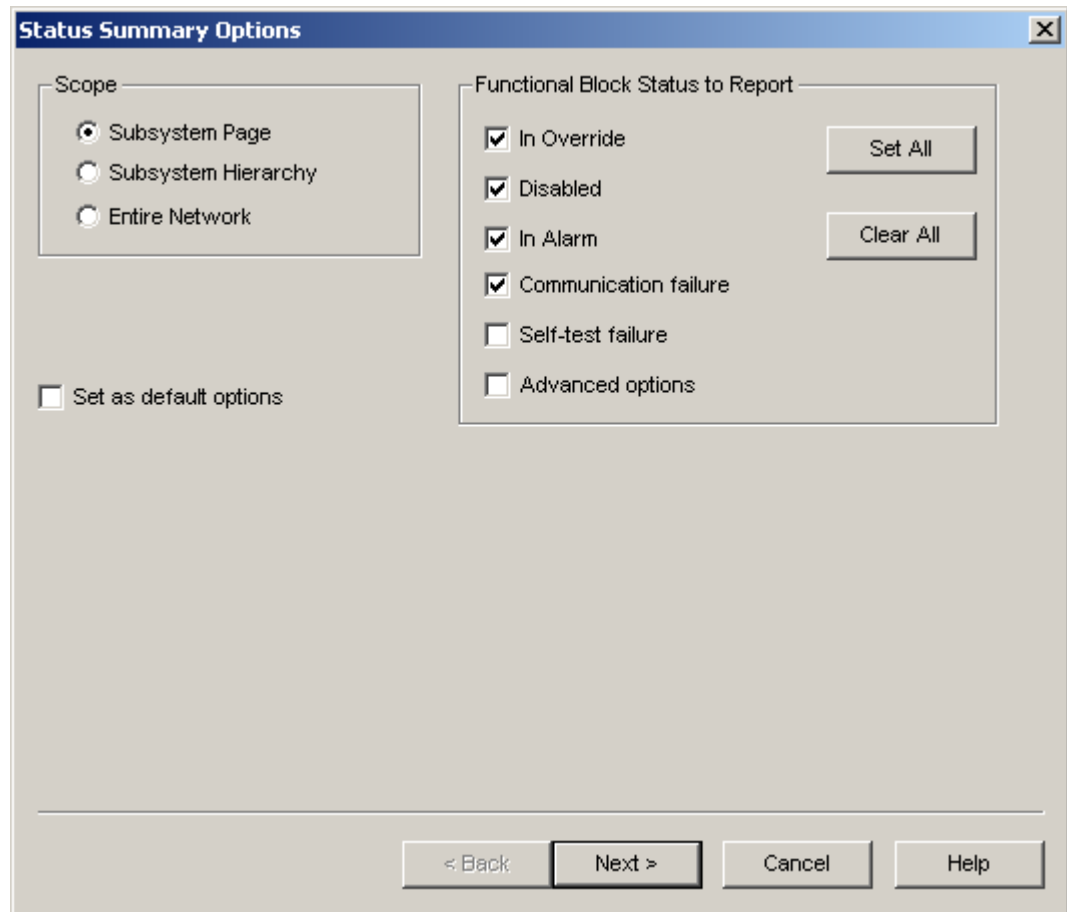 Status Summary Options
Scope
Subsystem Page
Subsystem Hierarchy
Entire Network
Set as default options
Functional Block Status to Report
In Override
Disabled
In Alarm
Communication failure
Self-test failure
Advanced options
Set All
Clear All
< Back
Next >
Cancel
Help